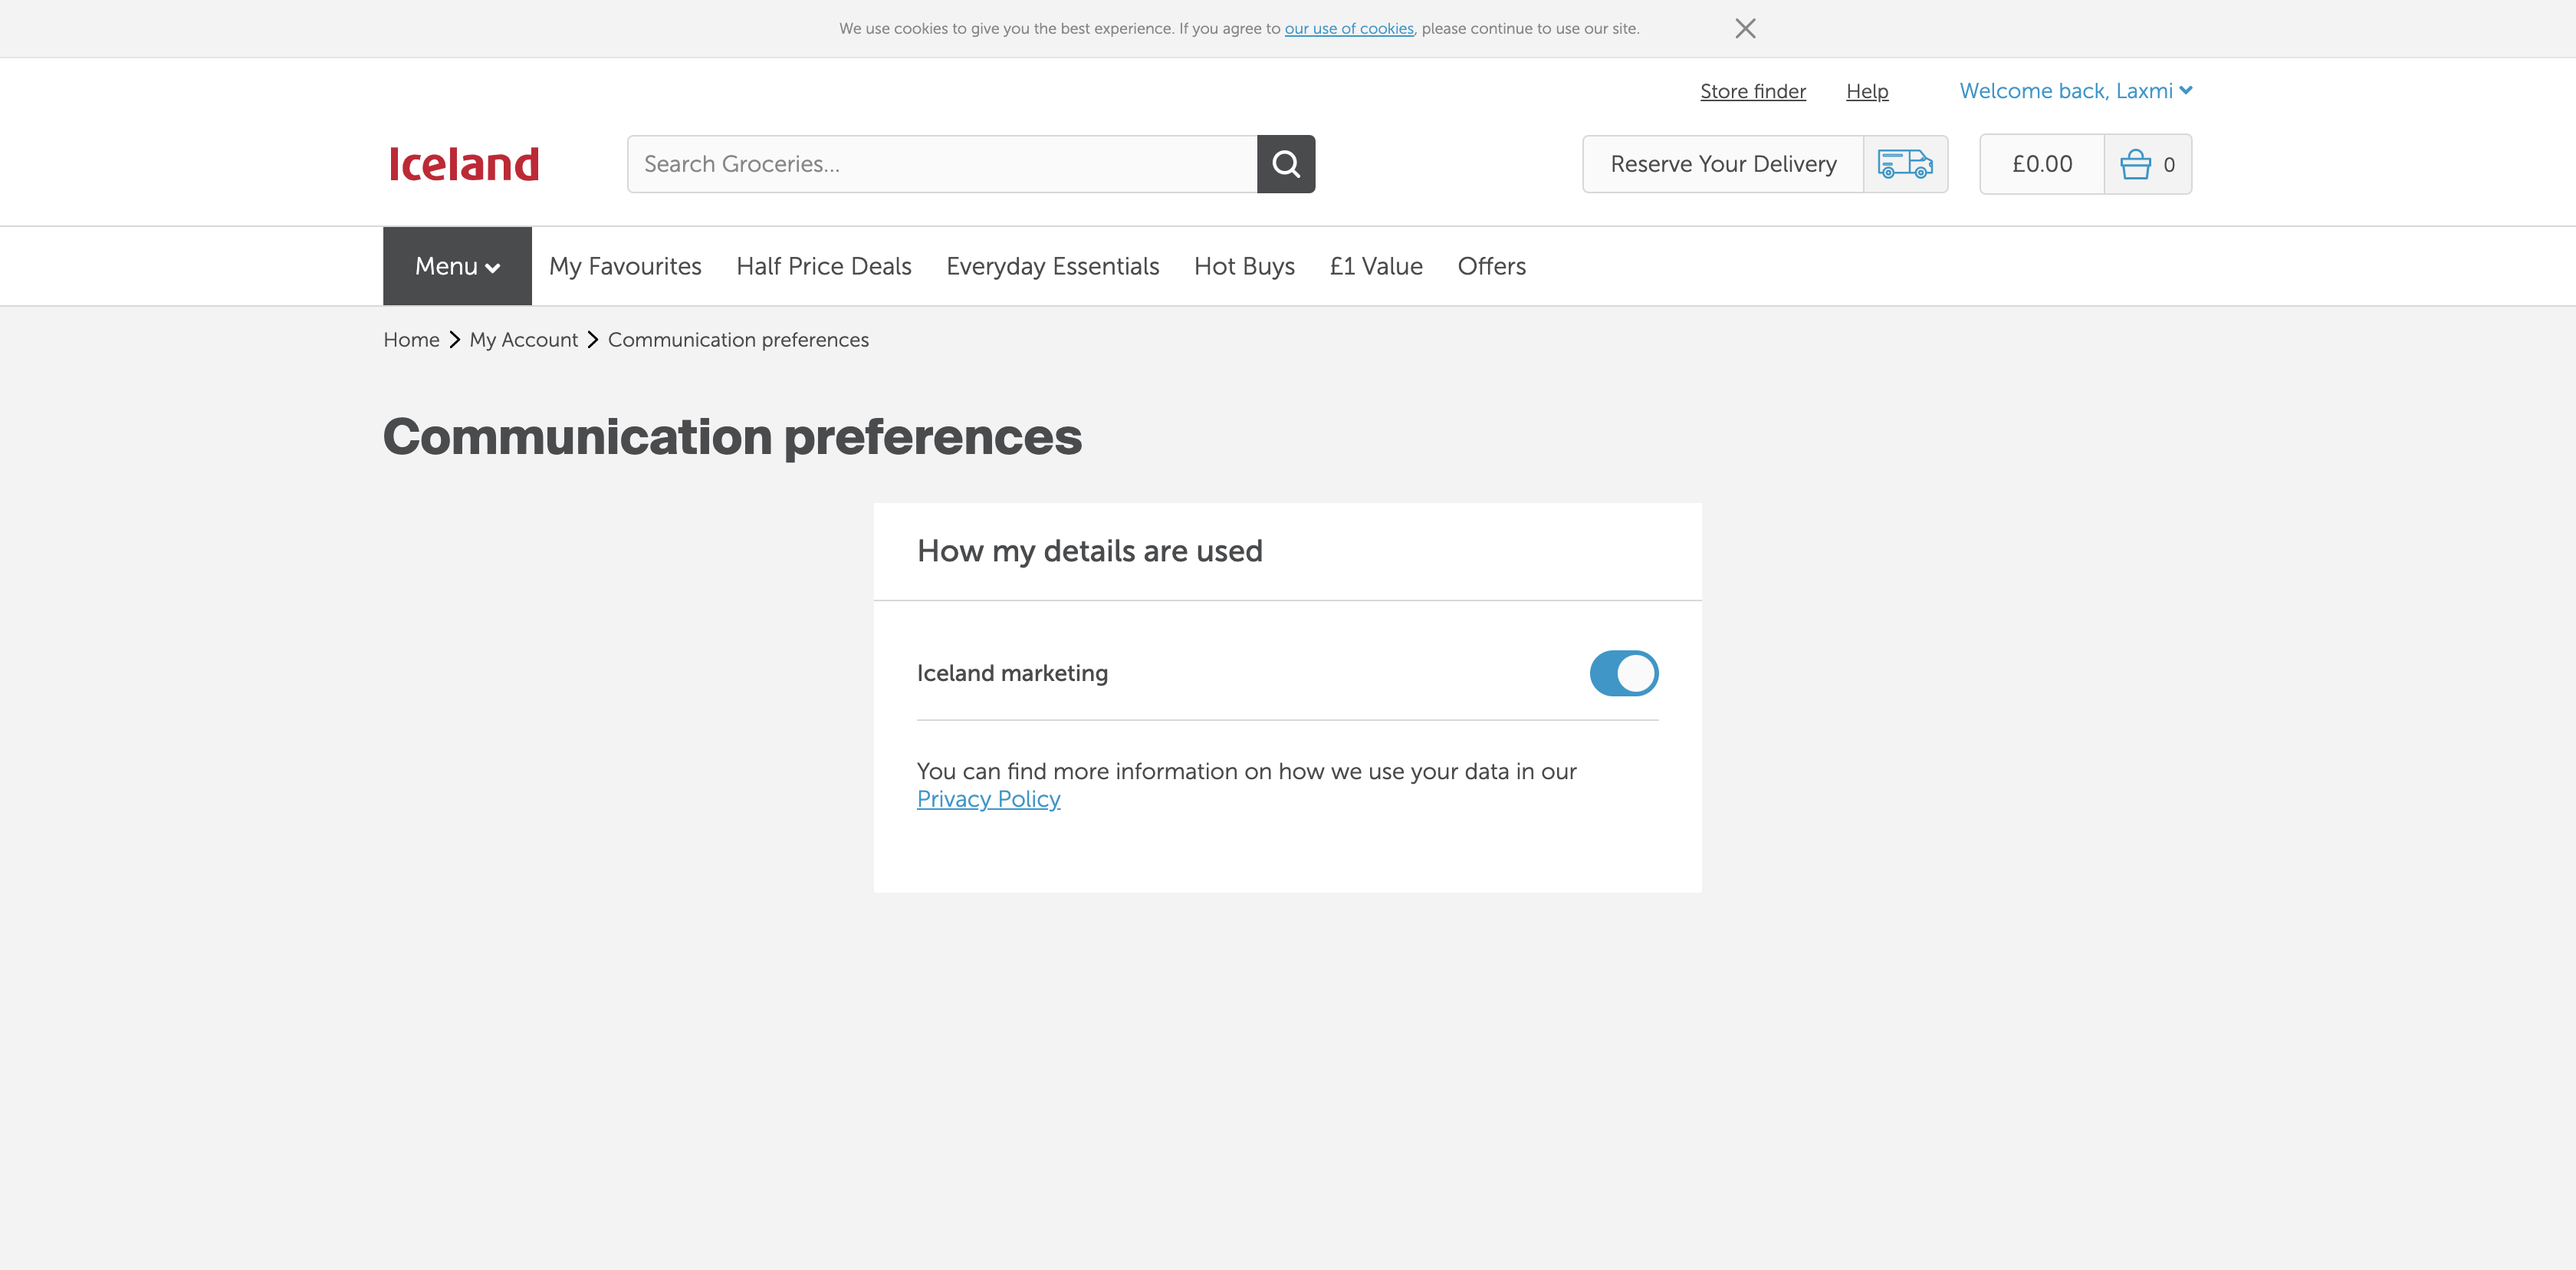 We use cookies to give you the best experience. If you agree to our use of cookies, please continue to use our site.
Store finder Help Welcome back, Laxmi
Iceland Search Groceries... Reserve Your Delivery £0.00 0
Menu My Favourites Half Price Deals Everyday Essentials Hot Buys £1 Value Offers
Home My Account Communication preferences
Communication preferences
How my details are used
Iceland marketing
You can find more information on how we use your data in our
Privacy Policy